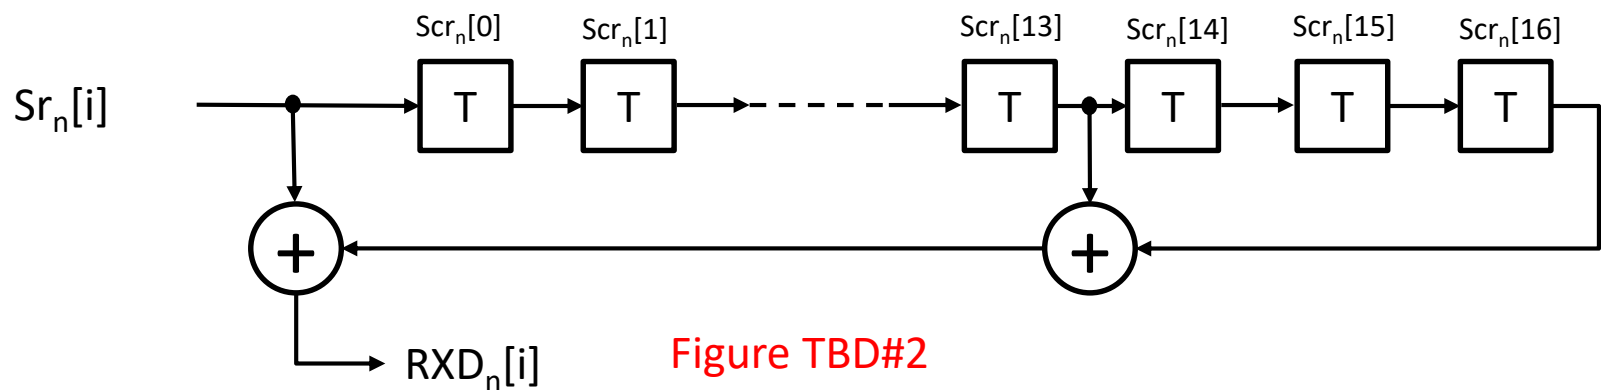 Scrₙ[0] Scrₙ[1] Scrₙ[13] Scrₙ[14] Scrₙ[15] Scrₙ[16]
Srₙ[i] T T T T T T
+ +
RXDₙ[i] Figure TBD#2